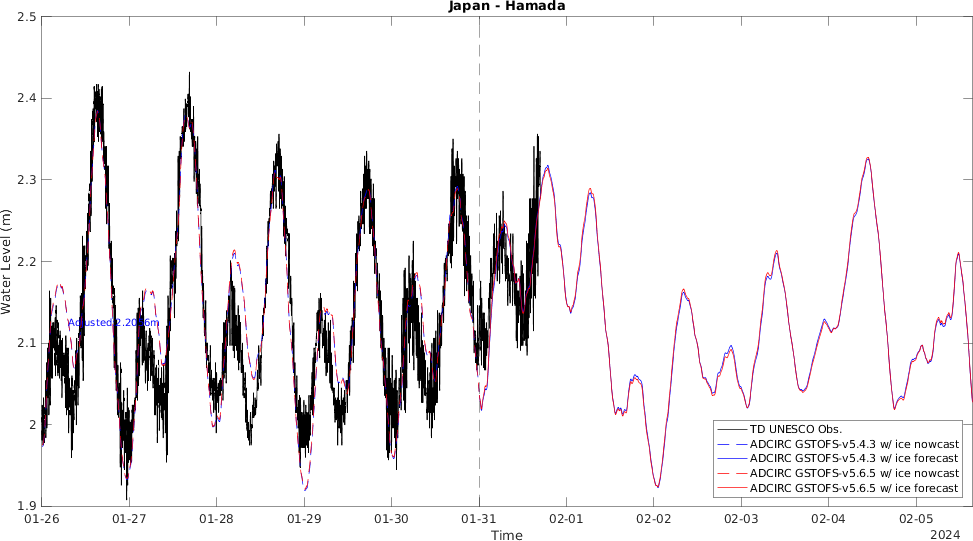 Japan - Hamada
Water Level (m)
2.5
2.4
2.3
2.2
2.1
2
1.9
TD UNESCO Obs.
ADCIRC GSTOFS-v5.4.3 w/ ice nowcast
ADCIRC GSTOFS-v5.4.3 w/ ice forecast
ADCIRC GSTOFS-v5.6.5 w/ ice nowcast
ADCIRC GSTOFS-v5.6.5 w/ ice forecast
01-26 01-27 01-28 01-29 01-30 01-31 02-01 02-02 02-03 02-04 02-05
Time
2024